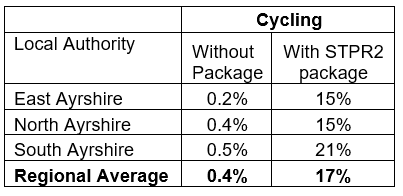 Cycling
Local Authority
Without Package
With STPR2 package
East Ayrshire 0.2% 15%
North Ayrshire 0.4% 15%
South Ayrshire 0.5% 21%
Regional Average 0.4% 17%